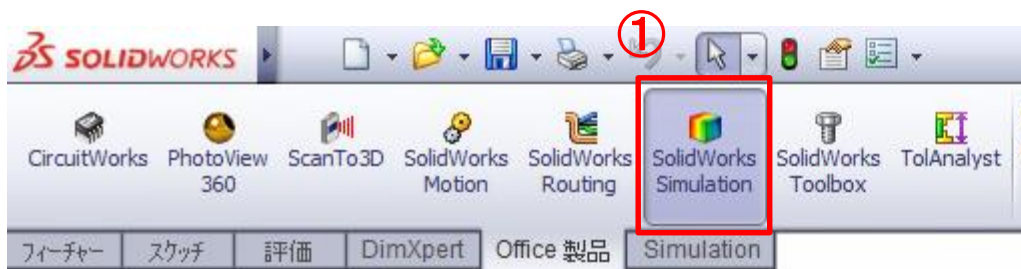 ①
SOLIDWORKS
CircuitWorks PhotoView 360 ScanTo3D SolidWorks Motion SolidWorks Routing SolidWorks Simulation SolidWorks Toolbox TolAnalyst
フィーチャー スケッチ 評価 DimXpert Office 製品 Simulation